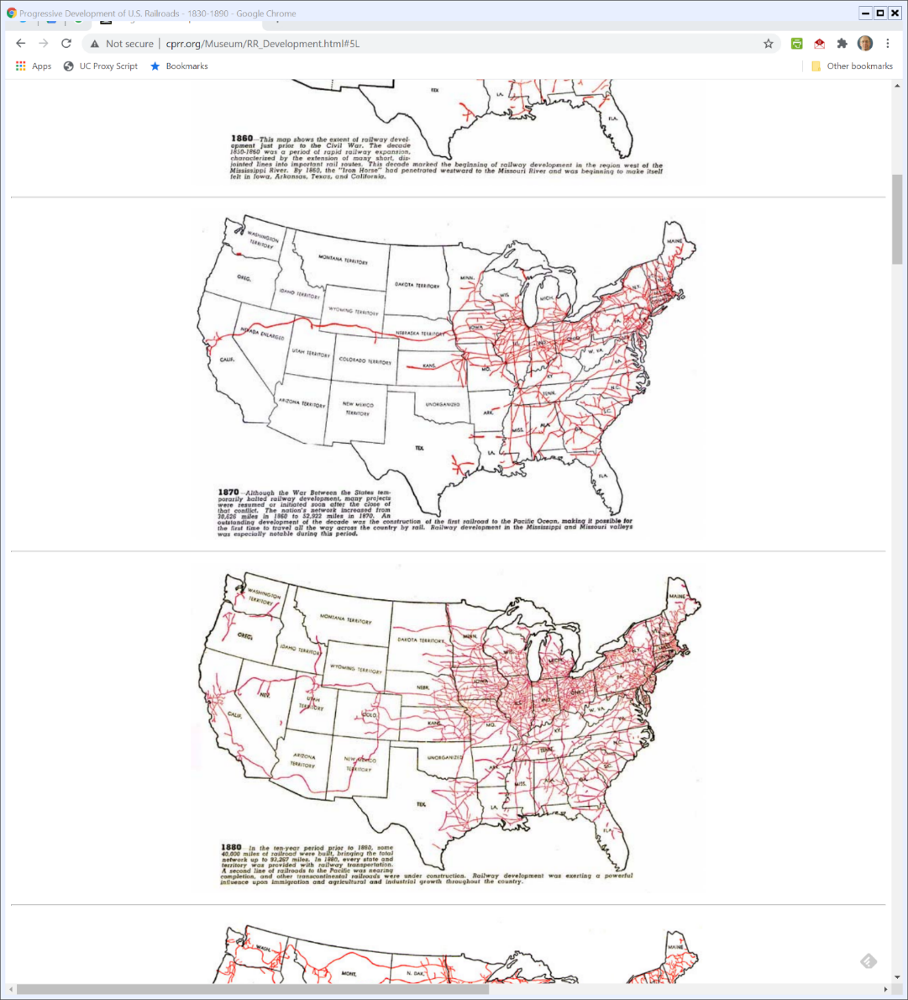 Progressive Development of U.S. Railroads - 1830-1890 - Google Chrome
Not secure | cprr.org/Museum/RR_Development.html#5L
Apps UC Proxy Script Bookmarks Other bookmarks
TEX.
LA.
FLA.
1860—This map shows the extent of railway devel-
opment just prior to the Civil War. The decade
1850-1860 was a period of rapid railway expansion,
characterized by the extension of many short, dis-
jointed lines into important rail routes. This decade marked the beginning of railway development in the region west of the
Mississippi River. By 1860, the "Iron Horse" had penetrated westward to the Missouri River and was beginning to make itself
felt in Iowa, Arkansas, Texas, and California.
WASHINGTON
TERRITORY
MONTANA TERRITORY
MAINE
OREG.
DAKOTA TERRITORY
MINN.
N.Y.
IDAHO TERRITORY
WIS.
MICH.
WYOMING TERRITORY
PA.
NEVADA ENLARGED
NEBRASKA TERRITORY
IOWA
OHIO
UTAH TERRITORY
COLORADO TERRITORY
W. VA.
VA.
CALIF.
KANS.
MO.
KY.
ARIZONA TERRITORY
NEW MEXICO
TERRITORY
UNORGANIZED
TENN.
N.C.
ARK.
S.C.
MISS.
ALA.
GA.
TEX.
LA.
FLA.
1870—Although the War Between the States tem-
porarily halted railway development, many projects
were resumed or initiated soon after the close of
that conflict. The nation's network increased from
30,626 miles in 1860 to 52,922 miles in 1870. An
outstanding development of the decade was the construction of the first railroad to the Pacific Ocean, making it possible for
the first time to travel all the way across the country by rail. Railway development in the Mississippi and Missouri valleys
was especially notable during this period.
WASHINGTON
TERRITORY
MAINE
MONTANA TERRITORY
OREG.
DAKOTA TERRITORY
MINN.
IDAHO TERRITORY
WIS.
MICH.
N.Y.
WYOMING TERRITORY
PA.
NEV.
NEBR.
IOWA
UTAH
TERRITORY
COLO.
W. VA.
VA.
CALIF.
KANS.
MO.
KY.
ARIZONA
TERRITORY
NEW MEXICO
TERRITORY
UNORGANIZED
TENN.
N.C.
ARK.
S.C.
MISS.
ALA.
GA.
TEX.
LA.
FLA.
1880 In the ten-year period prior to 1880, some
40,000 miles of railroad were built, bringing the total
network up to 93,267 miles. In 1880, every state and
territory was provided with railway transportation.
A second line of railroads to the Pacific was nearing
completion, and other transcontinental railroads were under construction. Railway development was exerting a powerful
influence upon immigration and agricultural and industrial growth throughout the country.
WASH.
MAINE
MONT.
N. DAK.